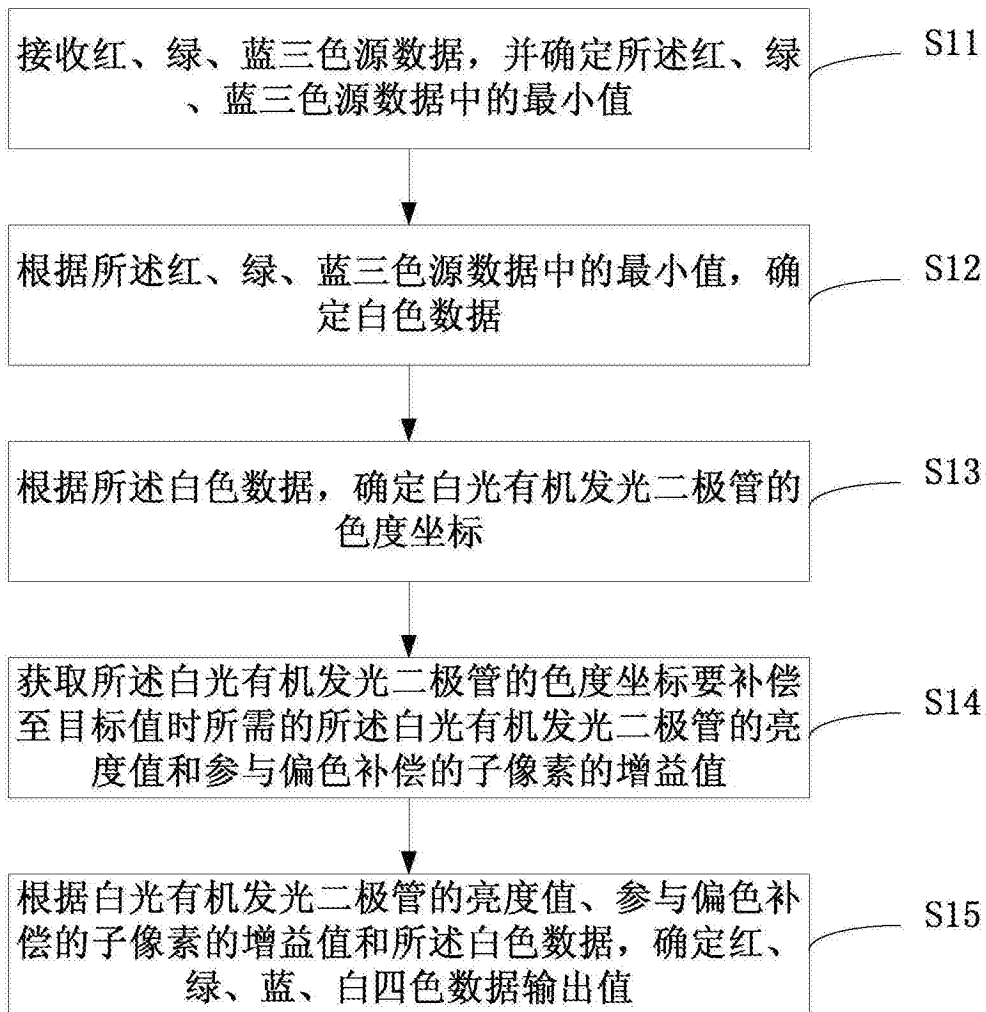 接收红、绿、蓝三色源数据，并确定所述红、绿
、蓝三色源数据中的最小值
S11
根据所述红、绿、蓝三色源数据中的最小值，确
定白色数据
S12
根据所述白色数据，确定白光有机发光二极管的
色度坐标
S13
获取所述白光有机发光二极管的色度坐标要补偿
至目标值时所需的所述白光有机发光二极管的亮
度值和参与偏色补偿的子像素的增益值
S14
根据白光有机发光二极管的亮度值、参与偏色补
偿的子像素的增益值和所述白色数据，确定红、
绿、蓝、白四色数据输出值
S15